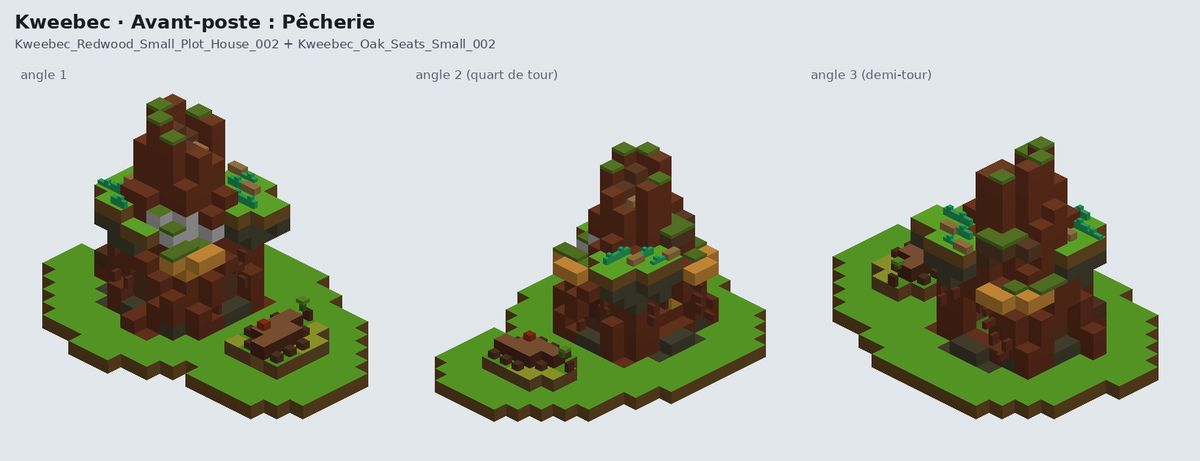 Kweebec · Avant-poste : Pêcherie
Kweebec_Redwood_Small_Plot_House_002 + Kweebec_Oak_Seats_Small_002
angle 1
angle 2 (quart de tour)
angle 3 (demi-tour)